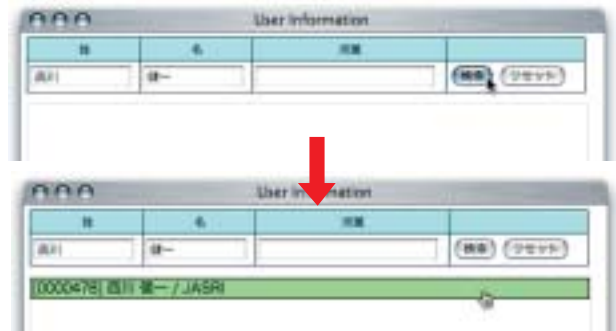 User Information
姓 名 所属
西川 健一 検索 リセット
User Information
姓 名 所属
西川 健一 検索 リセット
[0000478] 西川 健一 / JASRI